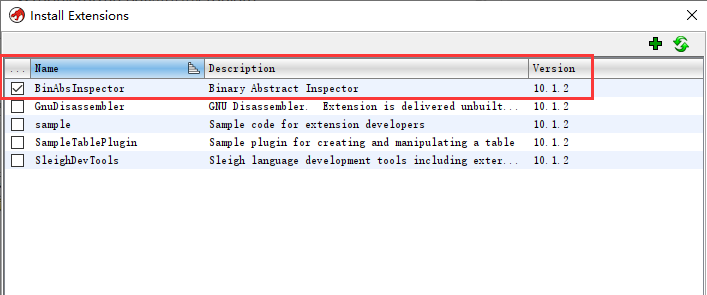 Install Extensions
... Name Description Version
BinAbsInspector Binary Abstract Inspector 10.1.2
GnuDisassembler GNU Disassembler. Extension is delivered unbuilt... 10.1.2
sample Sample code for extension developers 10.1.2
SampleTablePlugin Sample plugin for creating and manipulating a table 10.1.2
SleighDevTools Sleigh language development tools including exter... 10.1.2